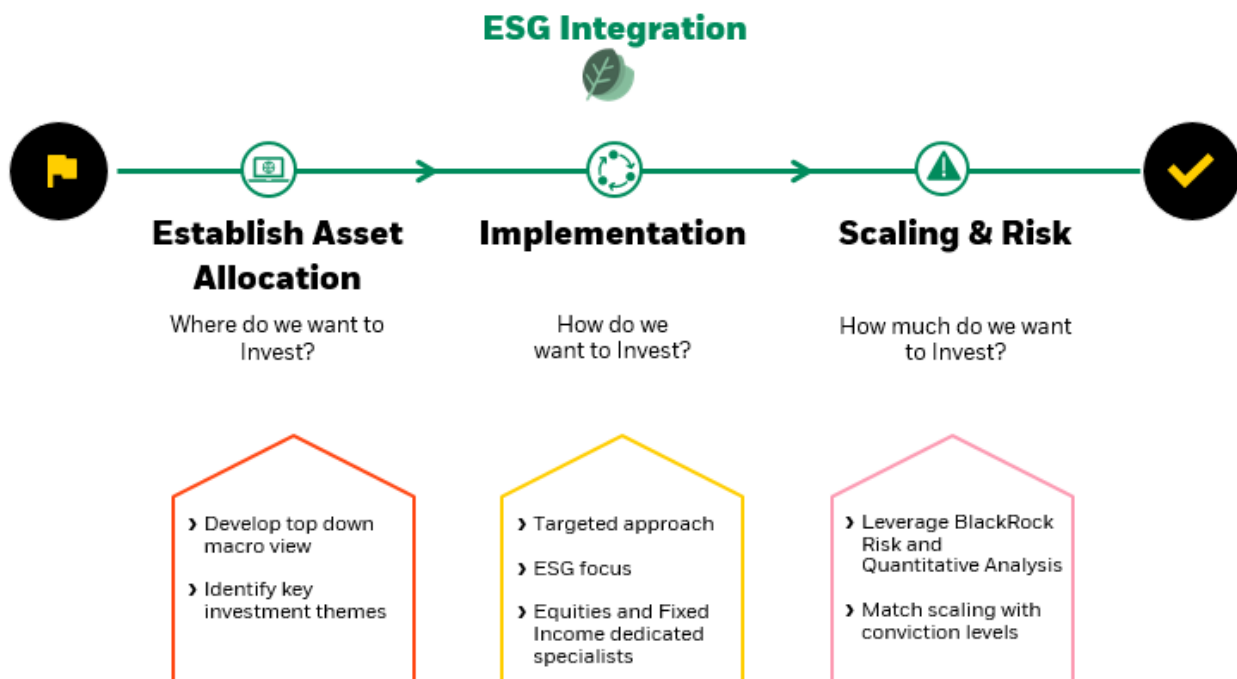 ESG Integration
Establish Asset
Allocation
Where do we want to
Invest?
Implementation
How do we
want to Invest?
Scaling & Risk
How much do we want
to Invest?
› Develop top down
macro view
› Identify key
investment themes
› Targeted approach
› ESG focus
› Equities and Fixed
Income dedicated
specialists
› Leverage BlackRock
Risk and
Quantitative Analysis
› Match scaling with
conviction levels